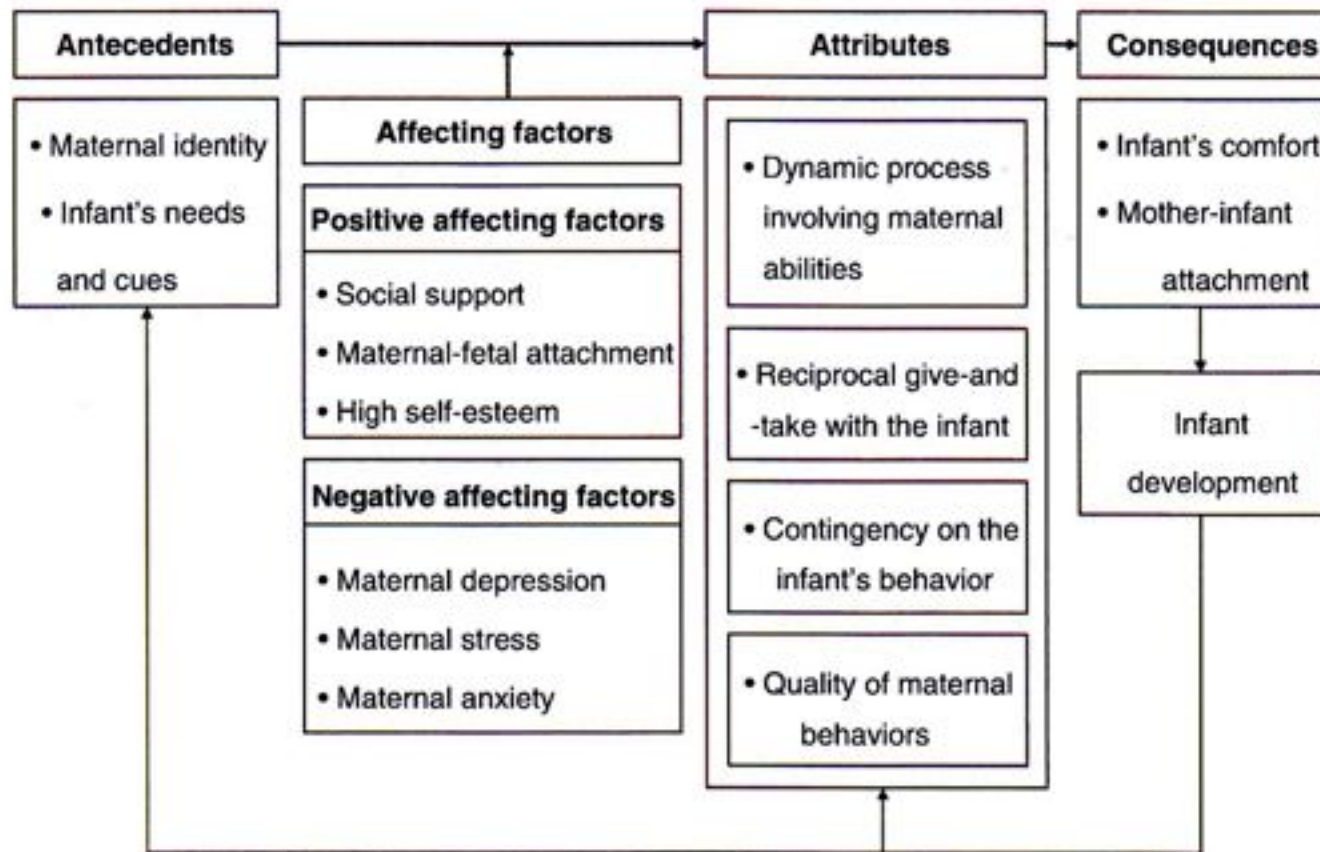 Antecedents
• Maternal identity
• Infant's needs
and cues
Affecting factors
Positive affecting factors
• Social support
• Maternal-fetal attachment
• High self-esteem
Negative affecting factors
• Maternal depression
• Maternal stress
• Maternal anxiety
Attributes
• Dynamic process
involving maternal
abilities
• Reciprocal give-and
-take with the infant
• Contingency on the
infant's behavior
• Quality of maternal
behaviors
Consequences
• Infant's comfort
• Mother-infant
attachment
Infant
development